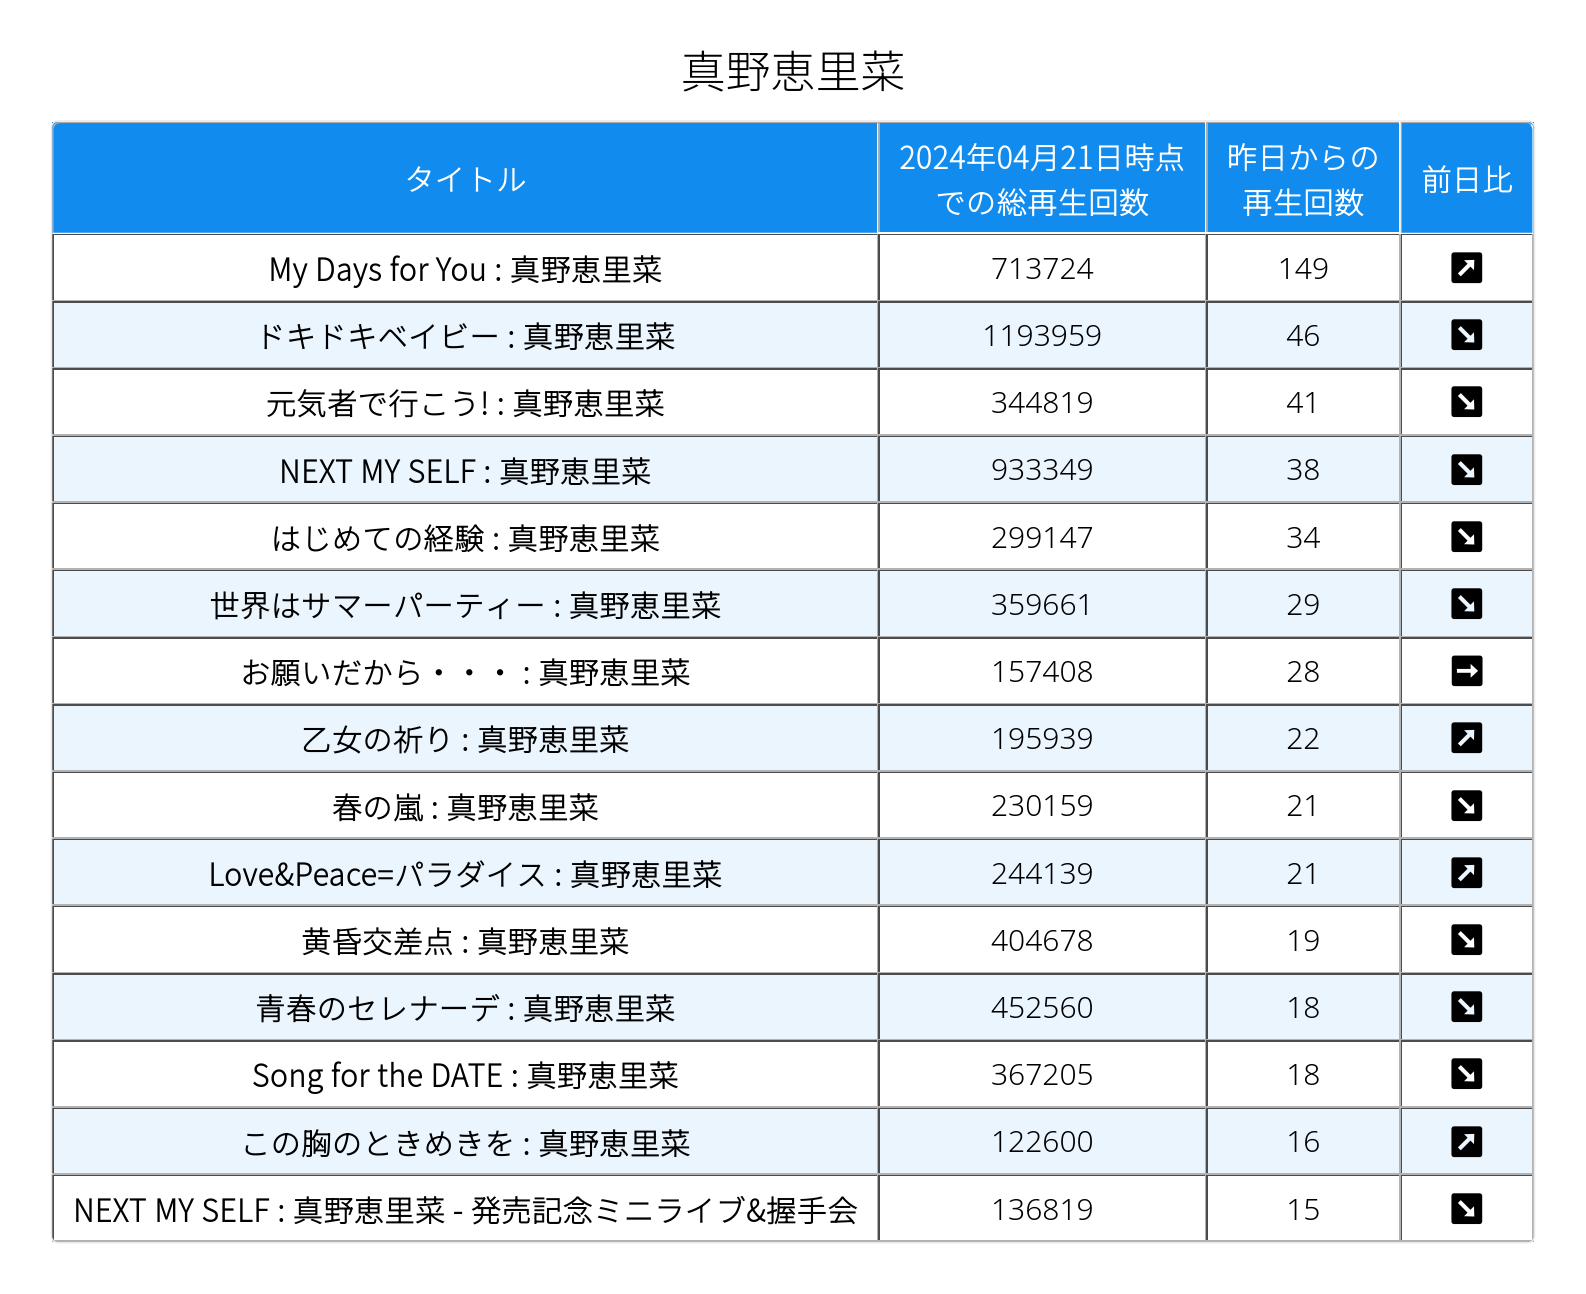 真野恵里菜
タイトル 2024年04月21日時点での総再生回数 昨日からの再生回数 前日比
My Days for You : 真野恵里菜 713724 149 ↗
ドキドキベイビー : 真野恵里菜 1193959 46 ↘
元気者で行こう! : 真野恵里菜 344819 41 ↘
NEXT MY SELF : 真野恵里菜 933349 38 ↘
はじめての経験 : 真野恵里菜 299147 34 ↘
世界はサマーパーティー : 真野恵里菜 359661 29 ↘
お願いだから・・・ : 真野恵里菜 157408 28 →
乙女の祈り : 真野恵里菜 195939 22 ↗
春の嵐 : 真野恵里菜 230159 21 ↘
Love&Peace=パラダイス : 真野恵里菜 244139 21 ↗
黄昏交差点 : 真野恵里菜 404678 19 ↘
青春のセレナーデ : 真野恵里菜 452560 18 ↘
Song for the DATE : 真野恵里菜 367205 18 ↘
この胸のときめきを : 真野恵里菜 122600 16 ↗
NEXT MY SELF : 真野恵里菜 - 発売記念ミニライブ&握手会 136819 15 ↘